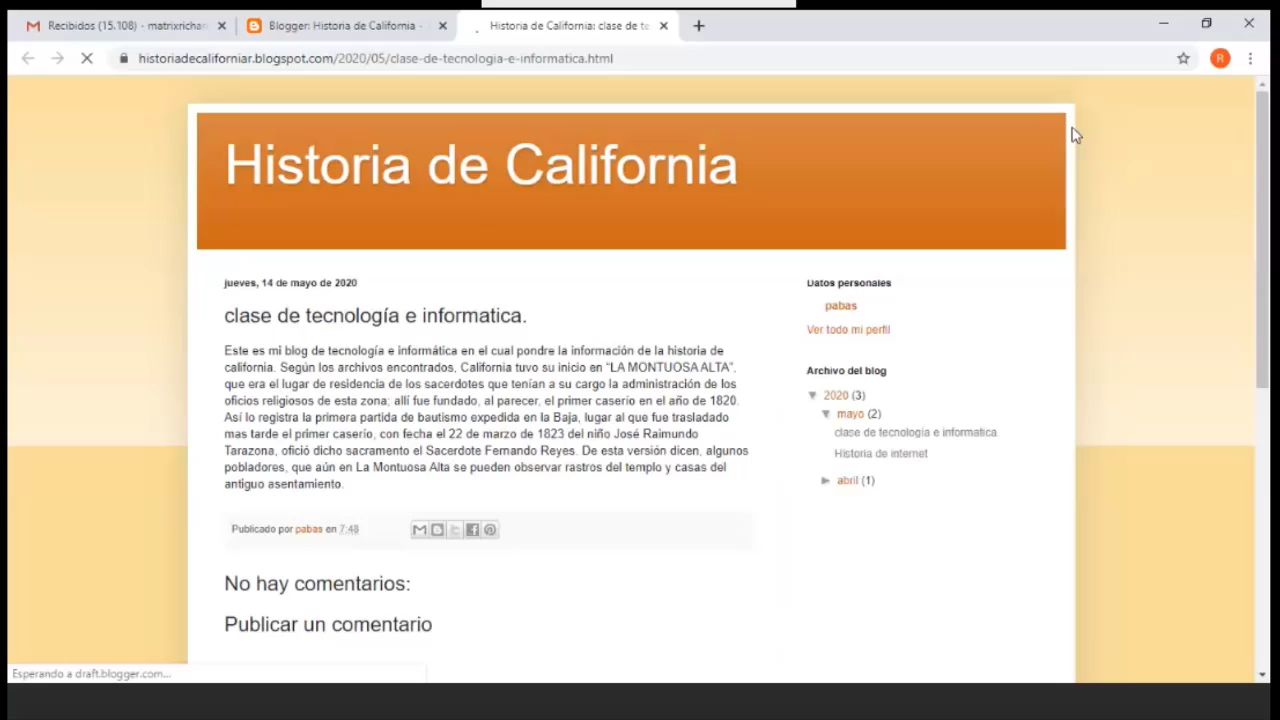 Recibidos (15.108) - matrixrichar
Blogger: Historia de California -
Historia de California: clase de te
historiadecaliforniar.blogspot.com/2020/05/clase-de-tecnologia-e-informatica.html
R
Historia de California
jueves, 14 de mayo de 2020
clase de tecnología e informatica.
Este es mi blog de tecnología e informática en el cual pondre la información de la historia de
california. Según los archivos encontrados, California tuvo su inicio en “LA MONTUOSA ALTA”,
que era el lugar de residencia de los sacerdotes que tenían a su cargo la administración de los
oficios religiosos de esta zona; allí fue fundado, al parecer, el primer caserío en el año de 1820.
Así lo registra la primera partida de bautismo expedida en la Baja, lugar al que fue trasladado
mas tarde el primer caserío, con fecha el 22 de marzo de 1823 del niño José Raimundo
Tarazona, ofició dicho sacramento el Sacerdote Fernando Reyes. De esta versión dicen, algunos
pobladores, que aún en La Montuosa Alta se pueden observar rastros del templo y casas del
antiguo asentamiento.
Publicado por pabas en 7:48
No hay comentarios:
Publicar un comentario
Datos personales
pabas
Ver todo mi perfil
Archivo del blog
▼ 2020 (3)
▼ mayo (2)
clase de tecnología e informatica
Historia de internet
► abril (1)
Esperando a draft.blogger.com...